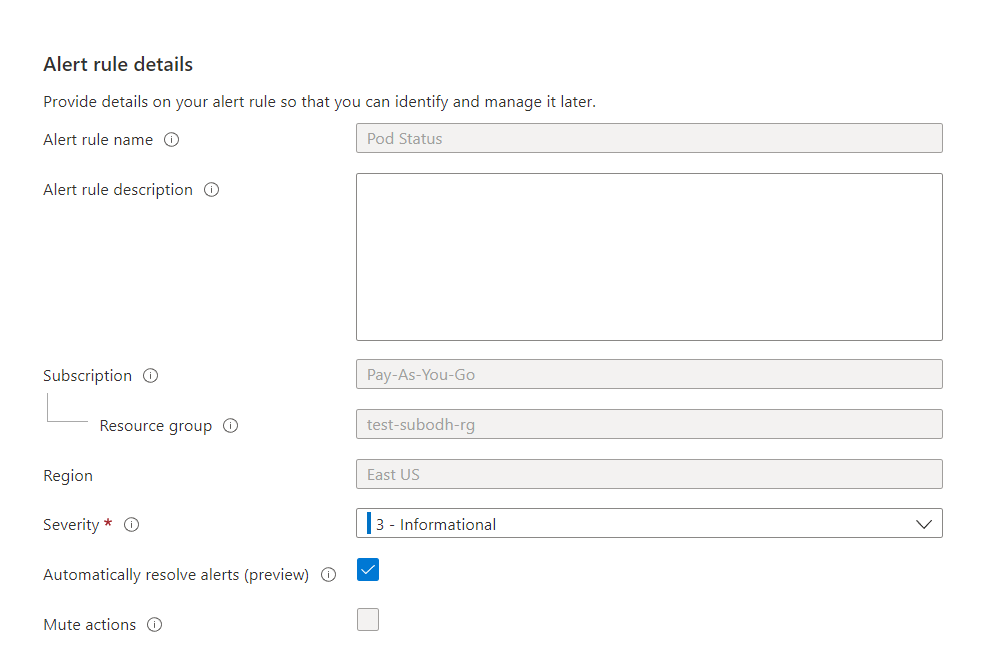 Alert rule details
Provide details on your alert rule so that you can identify and manage it later.
Alert rule name
Pod Status
Alert rule description
Subscription
Pay-As-You-Go
Resource group
test-subodh-rg
Region
East US
Severity *
3 - Informational
Automatically resolve alerts (preview)
Mute actions